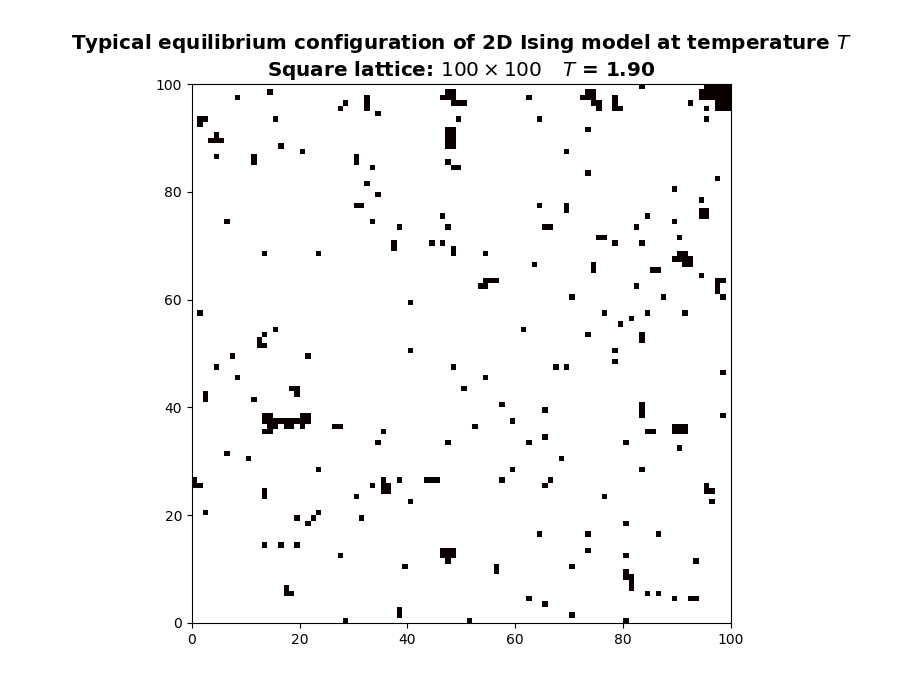 Typical equilibrium configuration of 2D Ising model at temperature T
Square lattice: 100 × 100 T = 1.90
100
80
60
40
20
0
0 20 40 60 80 100